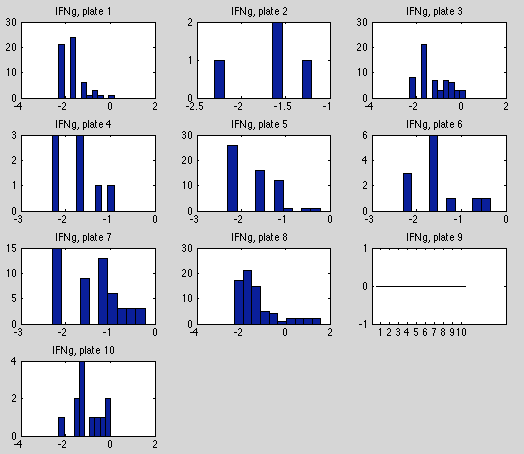 IFNg, plate 1
30
20
10
0
-4 -2 0 2
IFNg, plate 2
2
1
0
-2.5 -2 -1.5 -1
IFNg, plate 3
30
20
10
0
-4 -2 0 2
IFNg, plate 4
3
2
1
0
-3 -2 -1 0
IFNg, plate 5
30
20
10
0
-3 -2 -1 0
IFNg, plate 6
6
4
2
0
-3 -2 -1 0
IFNg, plate 7
15
10
5
0
-3 -2 -1 0
IFNg, plate 8
30
20
10
0
-4 -2 0 2
IFNg, plate 9
1
0
-1
1 2 3 4 5 6 7 8 9 10
IFNg, plate 10
4
2
0
-4 -2 0 2